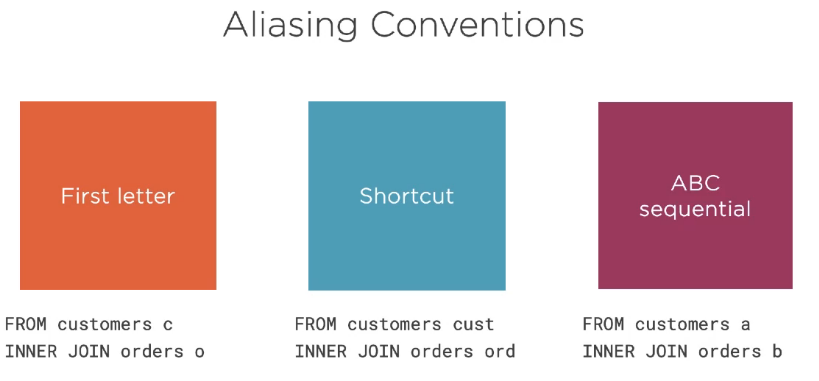 Aliasing Conventions
First letter
Shortcut
ABC
sequential
FROM customers c
INNER JOIN orders o
FROM customers cust
INNER JOIN orders ord
FROM customers a
INNER JOIN orders b